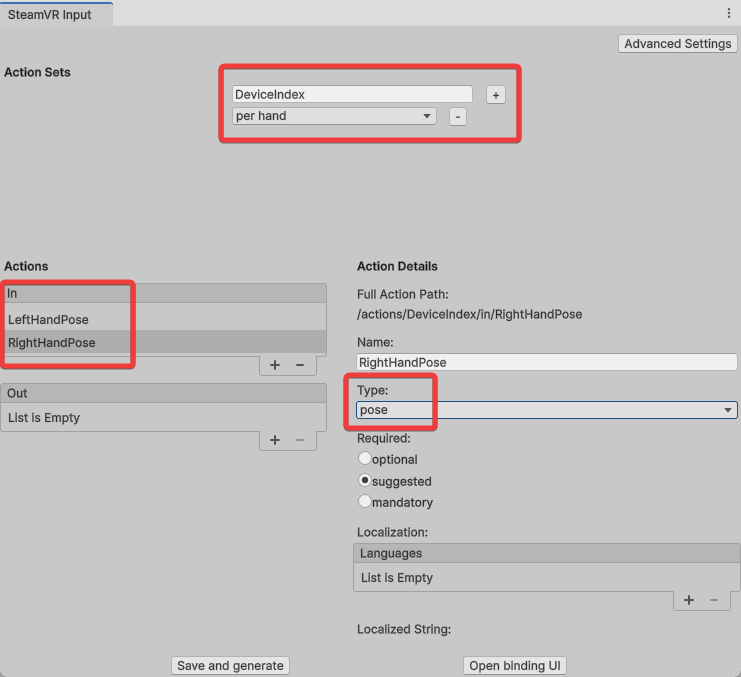 SteamVR Input
Advanced Settings
Action Sets
DeviceIndex
+
per hand
-
Actions
In
LeftHandPose
RightHandPose
+ −
Out
List is Empty
+ −
Action Details
Full Action Path:
/actions/DeviceIndex/in/RightHandPose
Name:
RightHandPose
Type:
pose
Required:
optional
suggested
mandatory
Localization:
Languages
List is Empty
+ −
Localized String:
Save and generate
Open binding UI